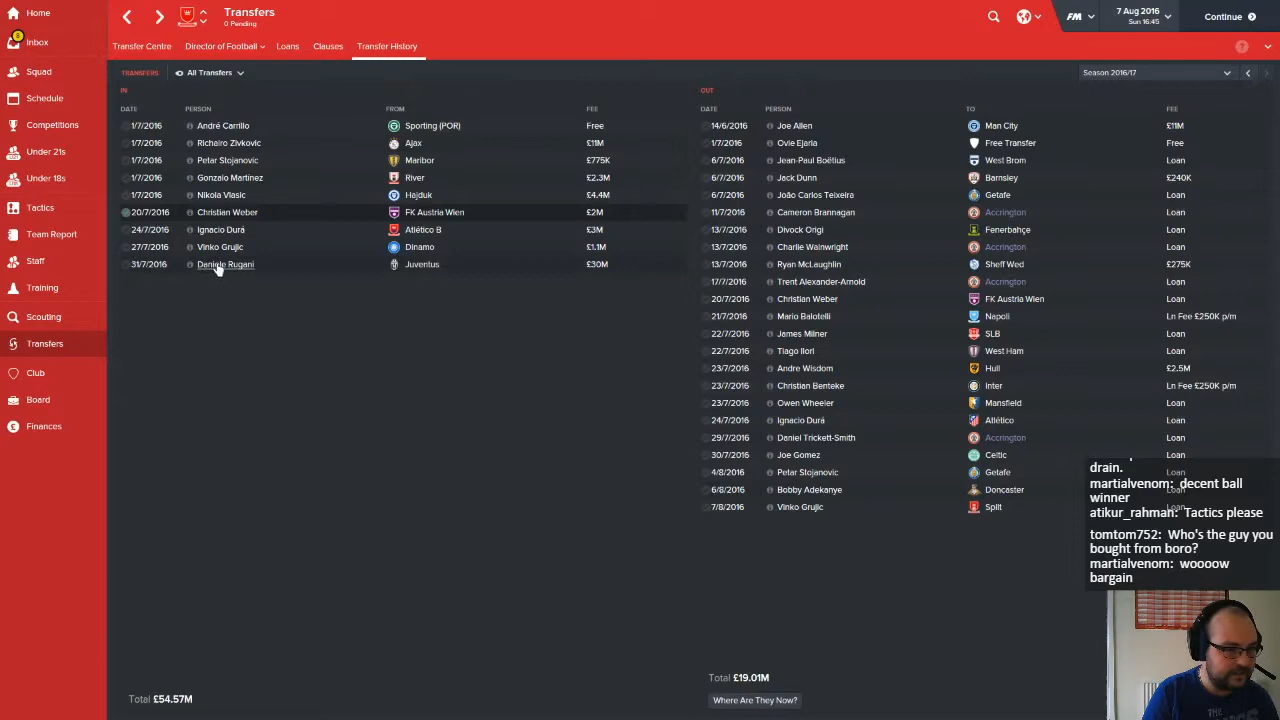 Home
Transfers
0 Pending
FM
7 Aug 2016
Sun 16:45
Continue
8
Inbox
Transfer Centre
Director of Football
Loans
Clauses
Transfer History
?
Squad
Schedule
Competitions
Under 21s
Under 18s
Tactics
Team Report
Staff
Training
Scouting
Transfers
Club
Board
Finances
TRANSFERS
All Transfers
Season 2016/17
IN
DATE PERSON FROM FEE
1/7/2016 André Carrillo Sporting (POR) Free
1/7/2016 Richairo Zivkovic Ajax £11M
1/7/2016 Petar Stojanovic Maribor £775K
1/7/2016 Gonzalo Martínez River £2.3M
1/7/2016 Nikola Vlasic Hajduk £4.4M
20/7/2016 Christian Weber FK Austria Wien £2M
24/7/2016 Ignacio Durá Atlético B £3M
27/7/2016 Vinko Grujic Dinamo £1.1M
31/7/2016 Daniele Rugani Juventus £30M
Total £54.57M
OUT
DATE PERSON TO FEE
14/6/2016 Joe Allen Man City £11M
1/7/2016 Ovie Ejaria Free Transfer Free
6/7/2016 Jean-Paul Boëtius West Brom Loan
6/7/2016 Jack Dunn Barnsley £240K
6/7/2016 João Carlos Teixeira Getafe Loan
11/7/2016 Cameron Brannagan Accrington Loan
13/7/2016 Divock Origi Fenerbahçe Loan
13/7/2016 Charlie Wainwright Accrington Loan
13/7/2016 Ryan McLaughlin Sheff Wed £275K
17/7/2016 Trent Alexander-Arnold Accrington Loan
20/7/2016 Christian Weber FK Austria Wien Loan
21/7/2016 Mario Balotelli Napoli Ln Fee £250K p/m
22/7/2016 James Milner SLB Loan
22/7/2016 Tiago Ilori West Ham Loan
23/7/2016 Andre Wisdom Hull £2.5M
23/7/2016 Christian Benteke Inter Ln Fee £250K p/m
23/7/2016 Owen Wheeler Mansfield Loan
24/7/2016 Ignacio Durá Atlético Loan
29/7/2016 Daniel Trickett-Smith Accrington Loan
30/7/2016 Joe Gomez Celtic Loan
4/8/2016 Petar Stojanovic Getafe Loan
6/8/2016 Bobby Adekanye Doncaster Loan
7/8/2016 Vinko Grujic Split Loan
Total £19.01M
Where Are They Now?
drain.
martialvenom: decent ball
winner
atikur_rahman: Tactics please
tomtom752: Who's the guy you
bought from boro?
martialvenom: woooow
bargain